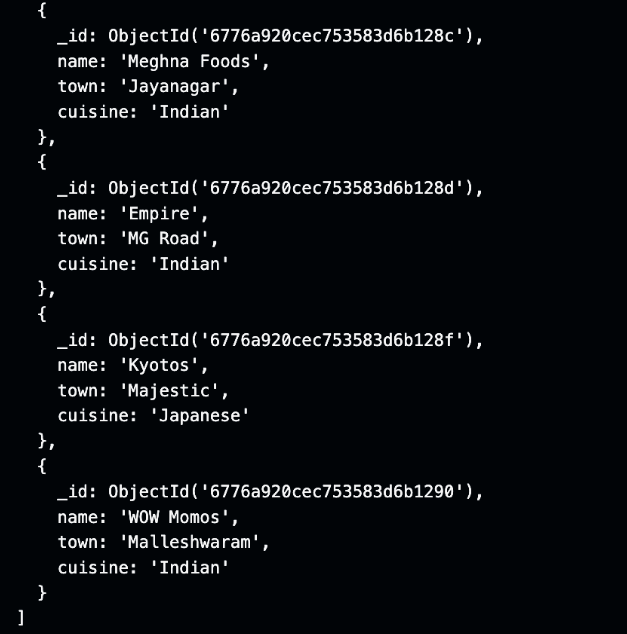 {
_id: ObjectId('6776a920cec753583d6b128c'),
name: 'Meghna Foods',
town: 'Jayanagar',
cuisine: 'Indian'
},
{
_id: ObjectId('6776a920cec753583d6b128d'),
name: 'Empire',
town: 'MG Road',
cuisine: 'Indian'
},
{
_id: ObjectId('6776a920cec753583d6b128f'),
name: 'Kyotos',
town: 'Majestic',
cuisine: 'Japanese'
},
{
_id: ObjectId('6776a920cec753583d6b1290'),
name: 'WOW Momos',
town: 'Malleshwaram',
cuisine: 'Indian'
}
]